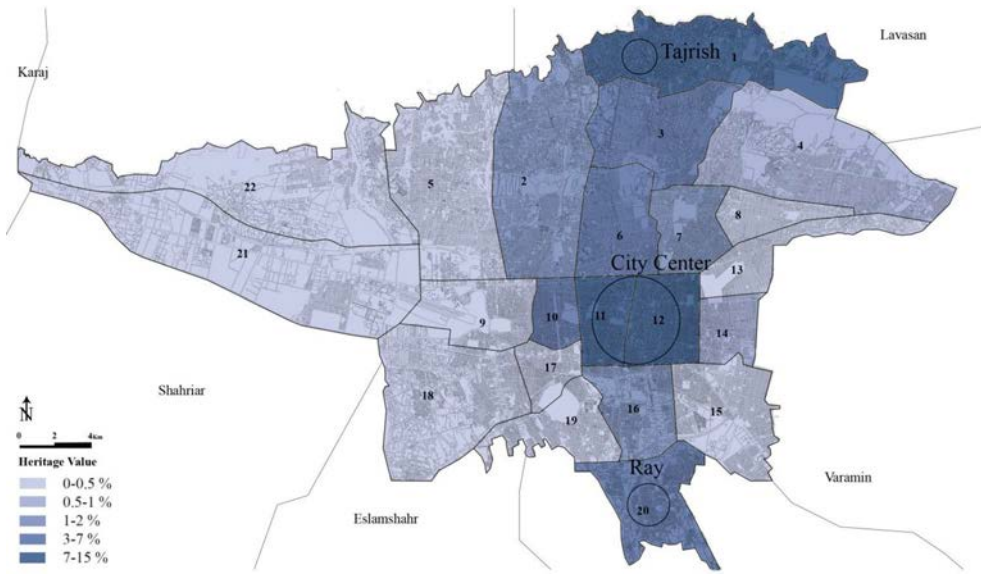 Lavasan
Tajrish
1
Karaj
3
4
22
5
2
8
6
7
21
City Center
13
10
11
12
14
9
17
Shahriar
18
16
15
19
N
0 2 4Km
Heritage Value
Ray
0-0.5 %
Varamin
0.5-1 %
20
1-2 %
Eslamshahr
3-7 %
7-15 %